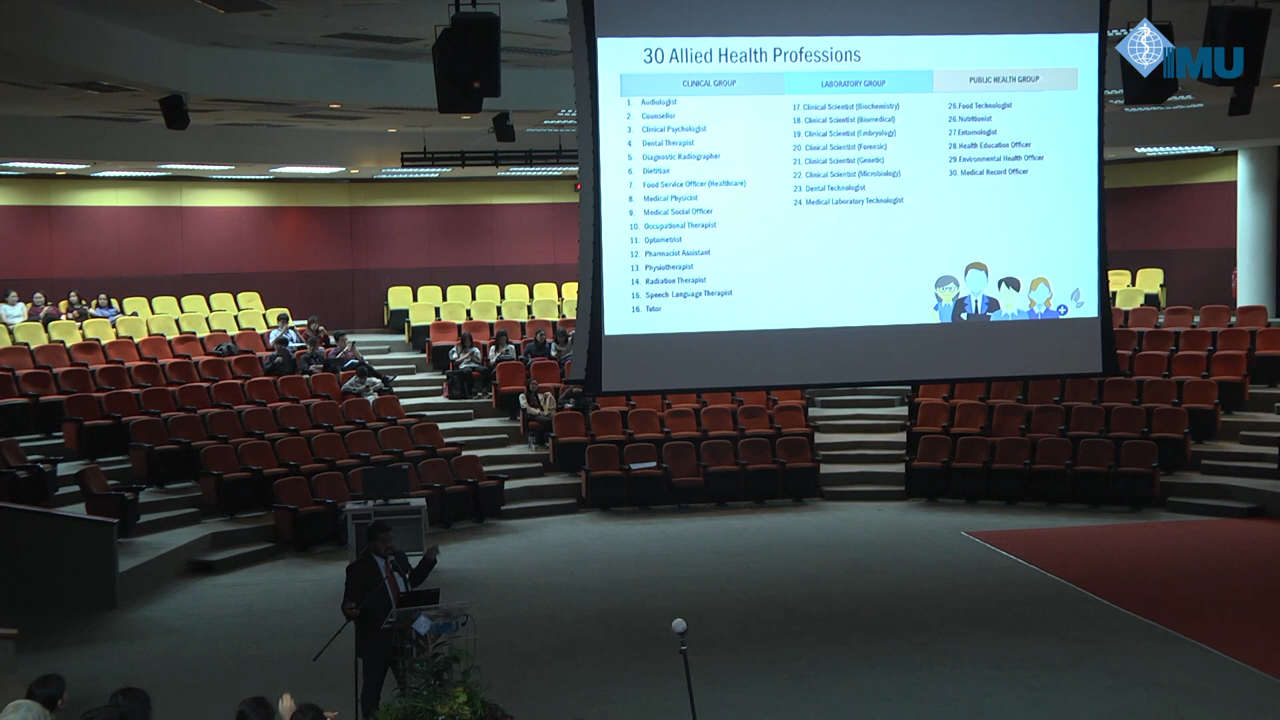 30 Allied Health Professions
CLINICAL GROUP
1. Audiologist
2. Counsellor
3. Clinical Psychologist
4. Dental Therapist
5 Diagnostic Radiographer
6. Dietitian
7. Food Service Officer (Healthcare)
8. Medical Physicist
9. Medical Social Officer
10. Occupational Therapist
11. Optometrist
12. Pharmacist Assistant
13. Physiotherapist
14. Radiation Therapist
15. Speech Language Therapist
16. Tutor
LABORATORY GROUP
17. Clinical Scientist (Biochemistry)
18. Clinical Scientist (Biomedical)
19. Clinical Scientist (Embryology)
20. Clinical Scientist (Forensic)
21. Clinical Scientist (Genetic)
22. Clinical Scientist (Microbiology)
23. Dental Technologist
24. Medical Laboratory Technologist
PUBLIC HEALTH GROUP
25.Food Technologist
26.Nutritionist
27.Entomologist
28.Health Education Officer
29.Environmental Health Officer
30. Medical Record Officer
IMU
IMU